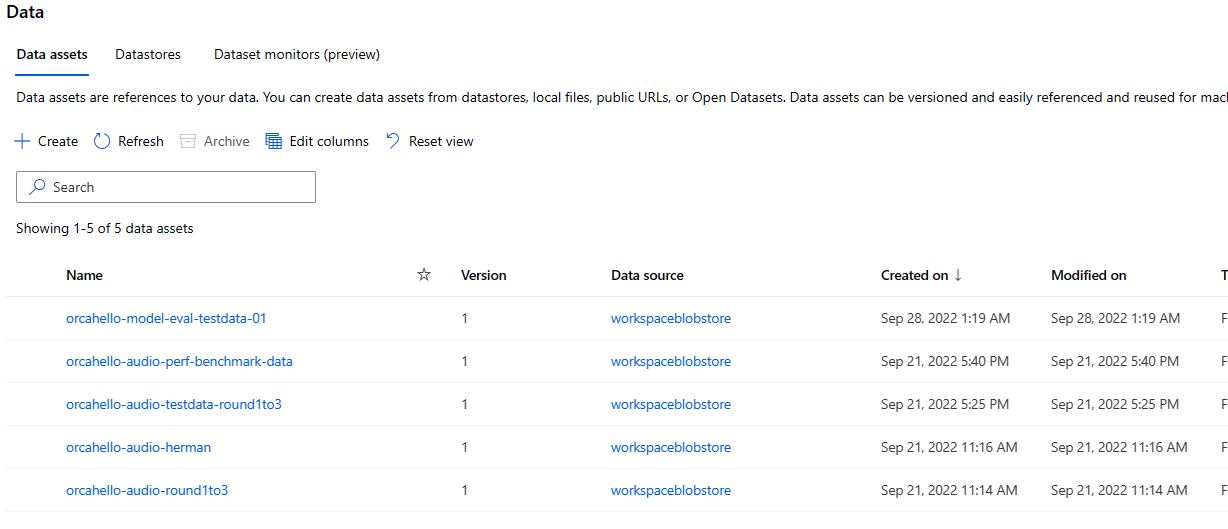 Data
Data assets Datastores Dataset monitors (preview)
Data assets are references to your data. You can create data assets from datastores, local files, public URLs, or Open Datasets. Data assets can be versioned and easily referenced and reused for
Create Refresh Archive Edit columns Reset view
Search
Showing 1-5 of 5 data assets
Name Version Data source Created on Modified on
orcahello-model-eval-testdata-01 1 workspaceblobstore Sep 28, 2022 1:19 AM Sep 28, 2022 1:19 AM
orcahello-audio-perf-benchmark-data 1 workspaceblobstore Sep 21, 2022 5:40 PM Sep 21, 2022 5:40 PM
orcahello-audio-testdata-round1to3 1 workspaceblobstore Sep 21, 2022 5:25 PM Sep 21, 2022 5:25 PM
orcahello-audio-herman 1 workspaceblobstore Sep 21, 2022 11:16 AM Sep 21, 2022 11:16 AM
orcahello-audio-round1to3 1 workspaceblobstore Sep 21, 2022 11:14 AM Sep 21, 2022 11:14 AM